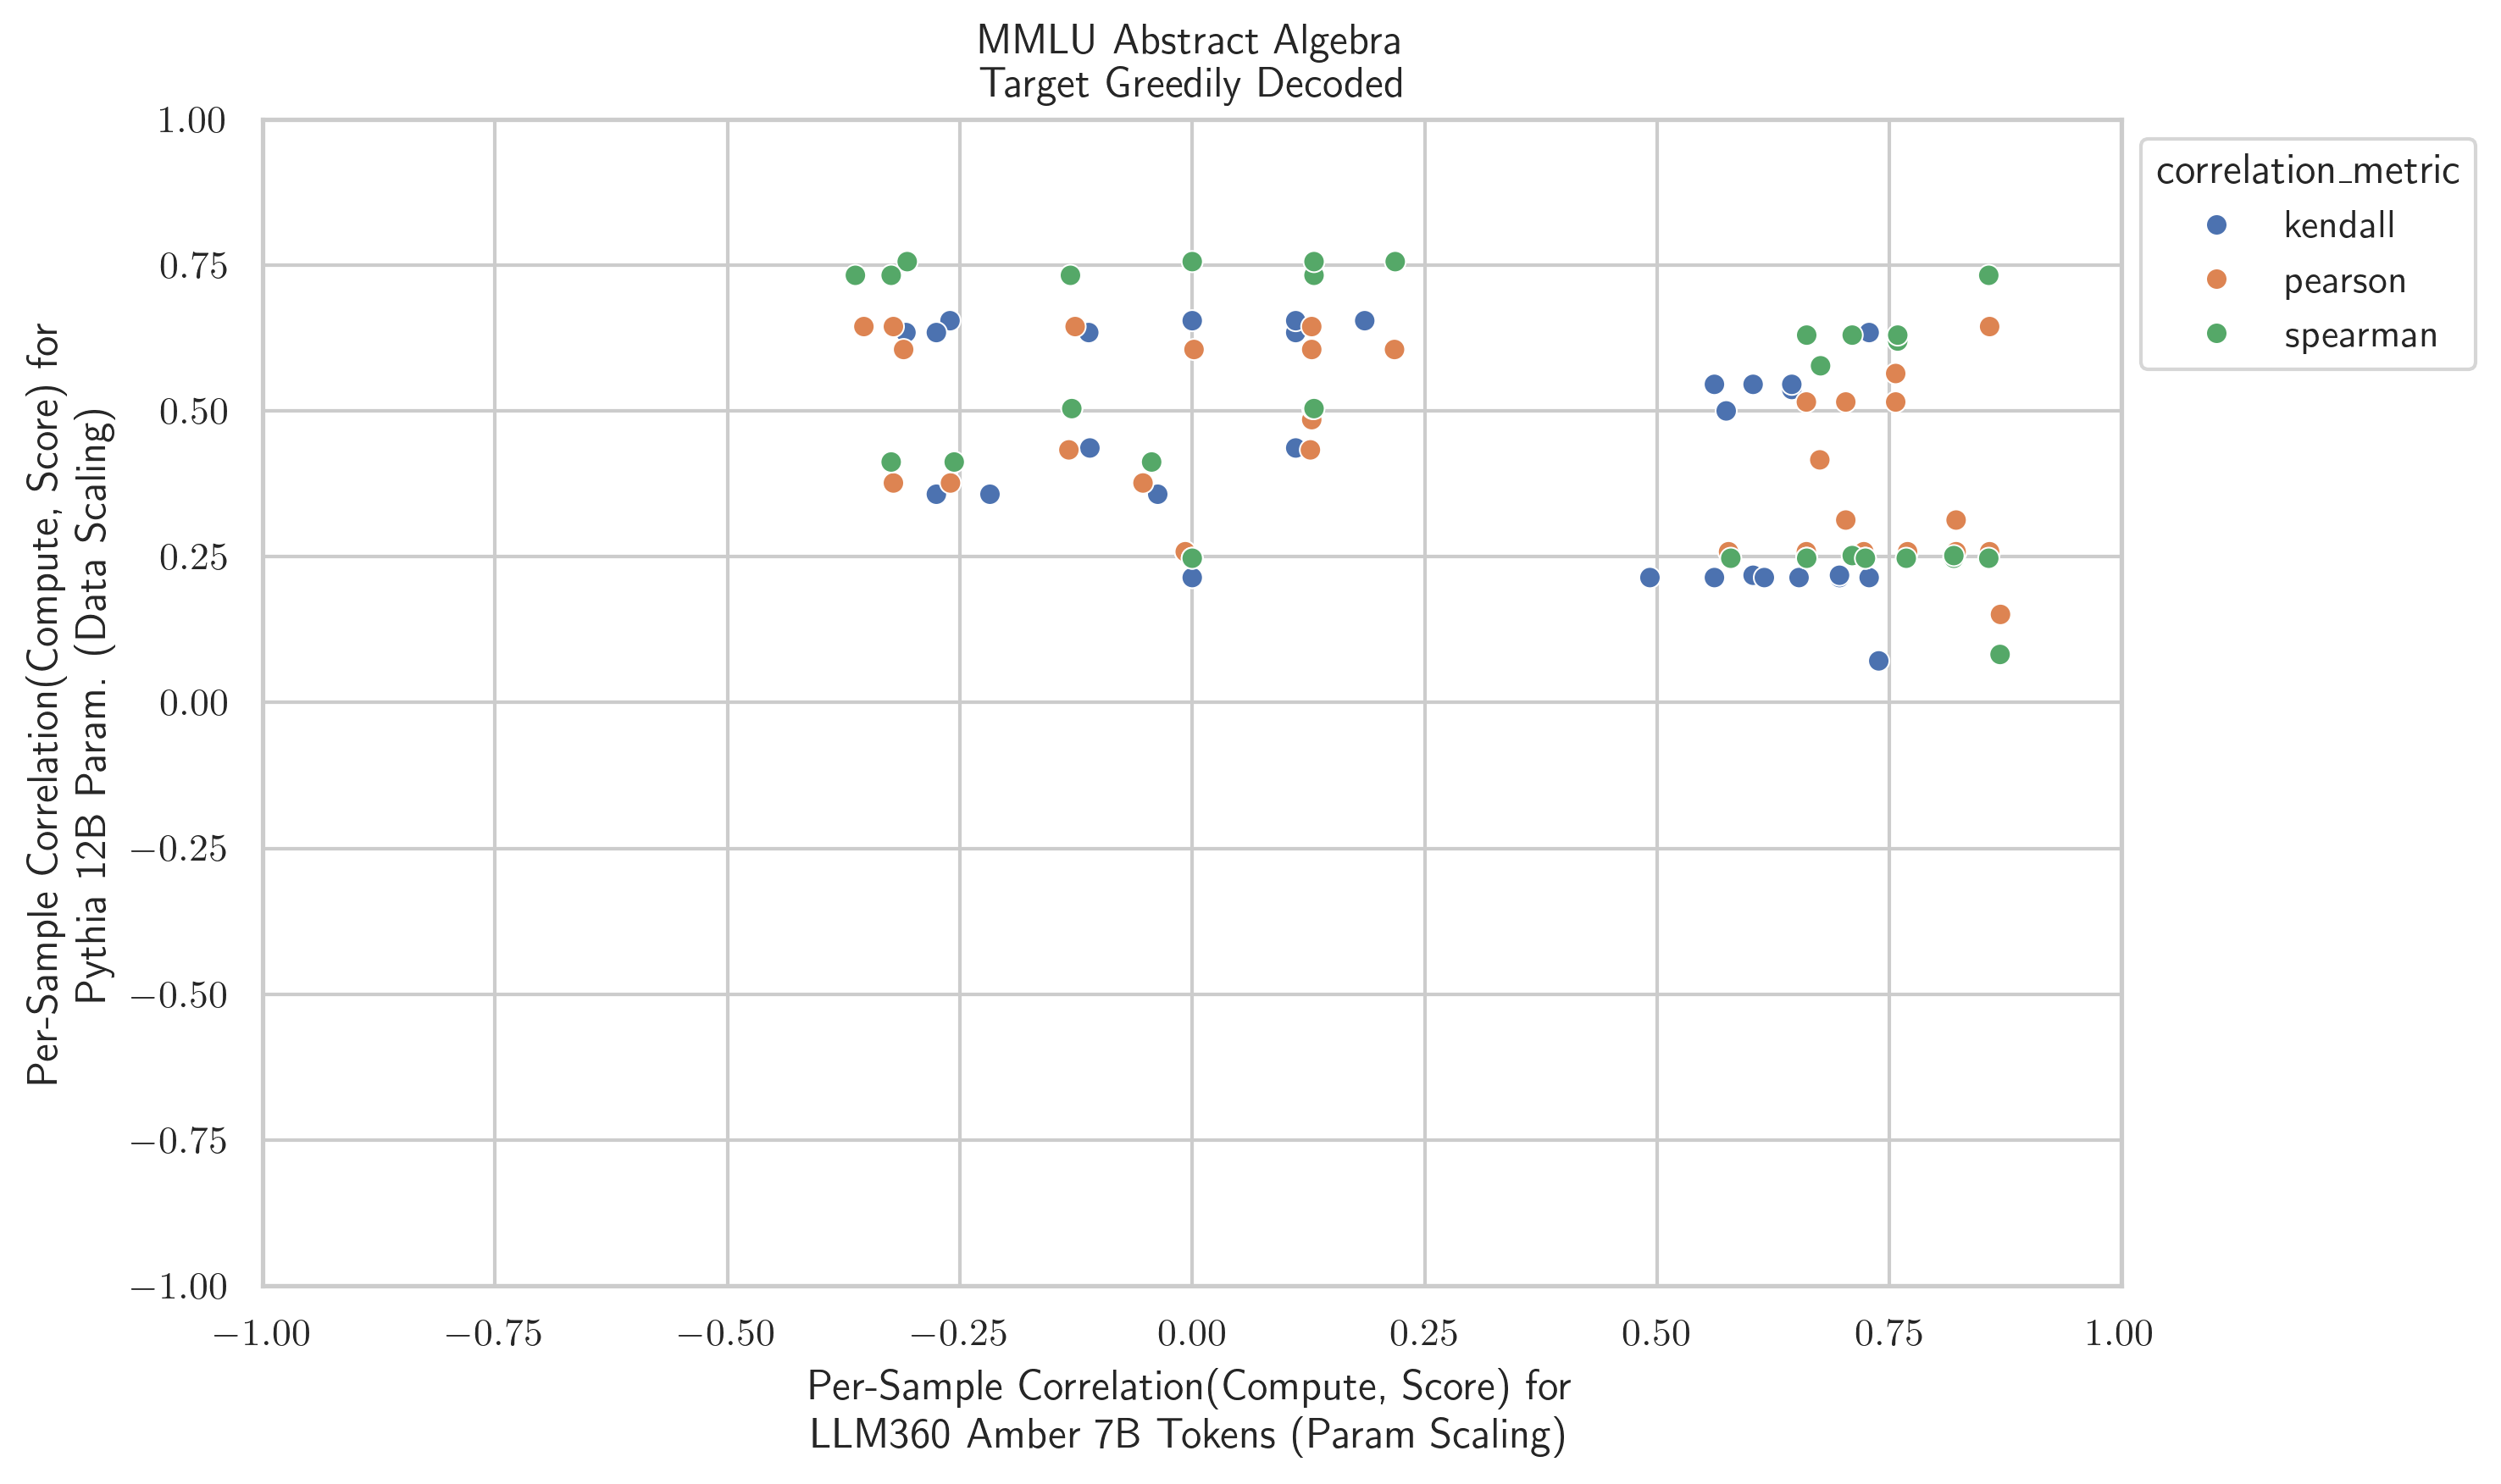 MMLU Abstract Algebra
Target Greedily Decoded
Per-Sample Correlation(Compute, Score) for
Pythia 12B Param. (Data Scaling)
1.00
0.75
0.50
0.25
0.00
−0.25
−0.50
−0.75
−1.00
correlation_metric
kendall
pearson
spearman
−1.00 −0.75 −0.50 −0.25 0.00 0.25 0.50 0.75 1.00
Per-Sample Correlation(Compute, Score) for
LLM360 Amber 7B Tokens (Param Scaling)